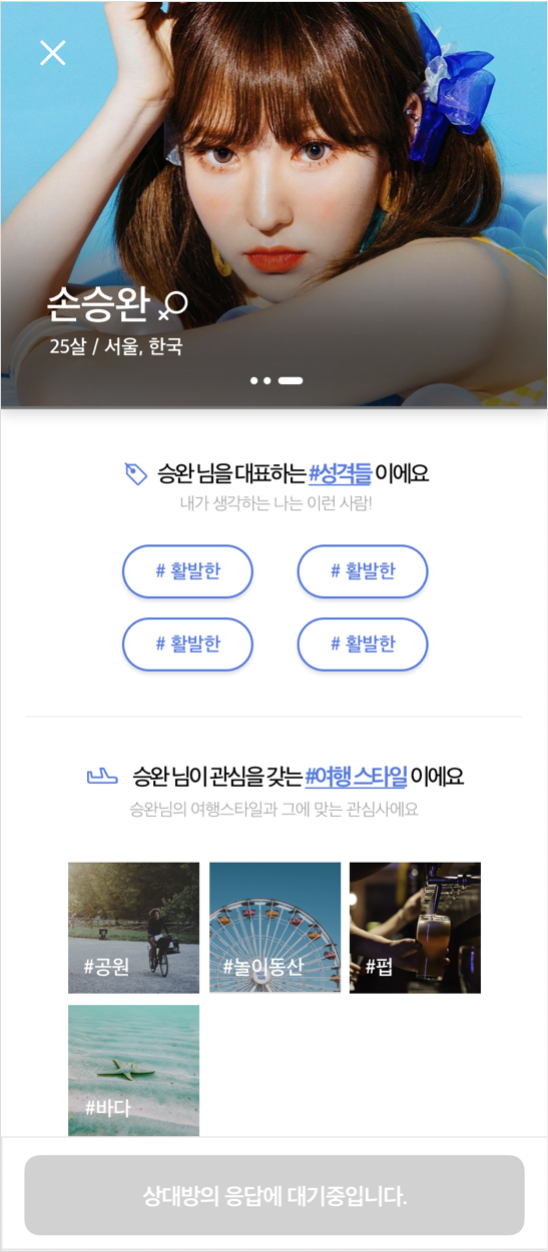 손승완
25살 / 서울, 한국
승완 님을 대표하는 #성격들 이에요
내가 생각하는 나는 이런 사람!
# 활발한
# 활발한
# 활발한
# 활발한
승완 님이 관심을 갖는 #여행 스타일 이에요
승완님의 여행스타일과 그에 맞는 관심사에요
#공원
#놀이동산
#펍
#바다
상대방의 응답에 대기중입니다.